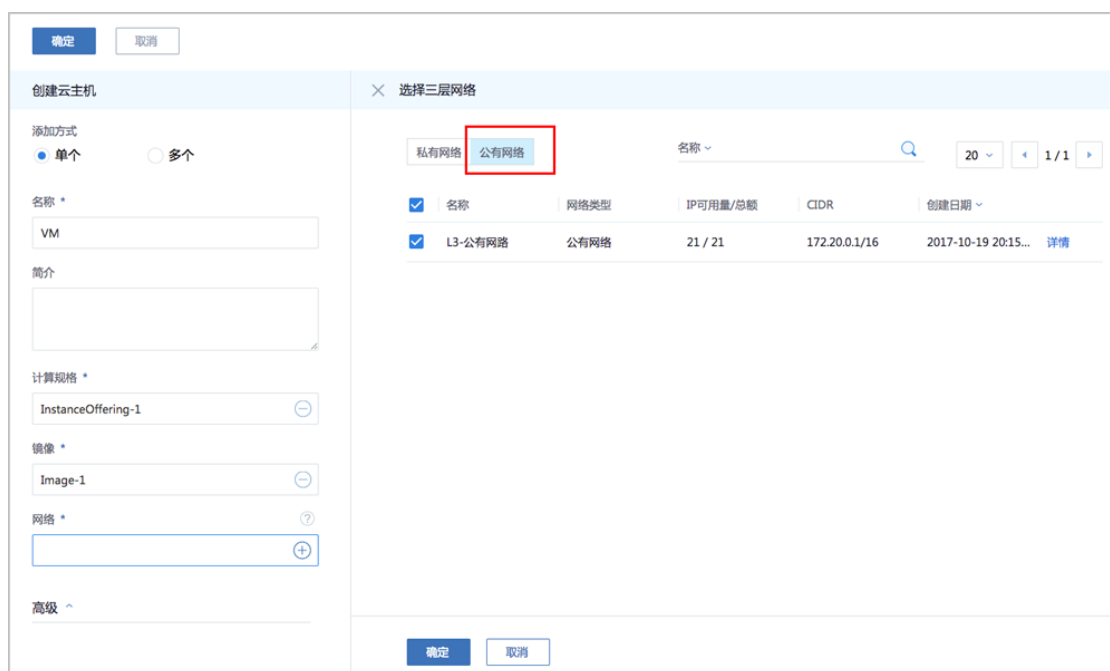 确定 取消
创建云主机
添加方式
单个 多个
名称 *
VM
简介
计算规格 *
InstanceOffering-1
镜像 *
Image-1
网络 *
高级
选择三层网络
私有网络 公有网络 名称 20 1 / 1
名称 网络类型 IP可用量/总额 CIDR 创建日期
L3-公有网路 公有网络 21 / 21 172.20.0.1/16 2017-10-19 20:15... 详情
确定 取消